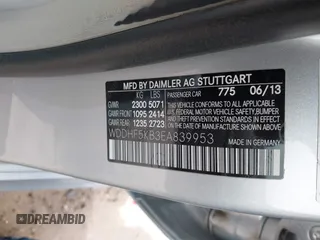 MFD BY DAIMLER AG STUTTGART
PASSENGER CAR 775 06/13
KG LBS
GVWR 2300 5071
GAWR FRONT 1095 2414
GAWR REAR 1235 2723
THIS VEHICLE CONFORMS TO ALL APPLICABLE
U.S. FEDERAL MOTOR VEHICLE SAFETY, BUMPER
AND THEFT PREVENTION STANDARDS IN
EFFECT ON THE DATE OF MANUFACTURE
SHOWN ABOVE
WDDHF5KB3EA839953
MADE IN GERMANY
DREAMBID